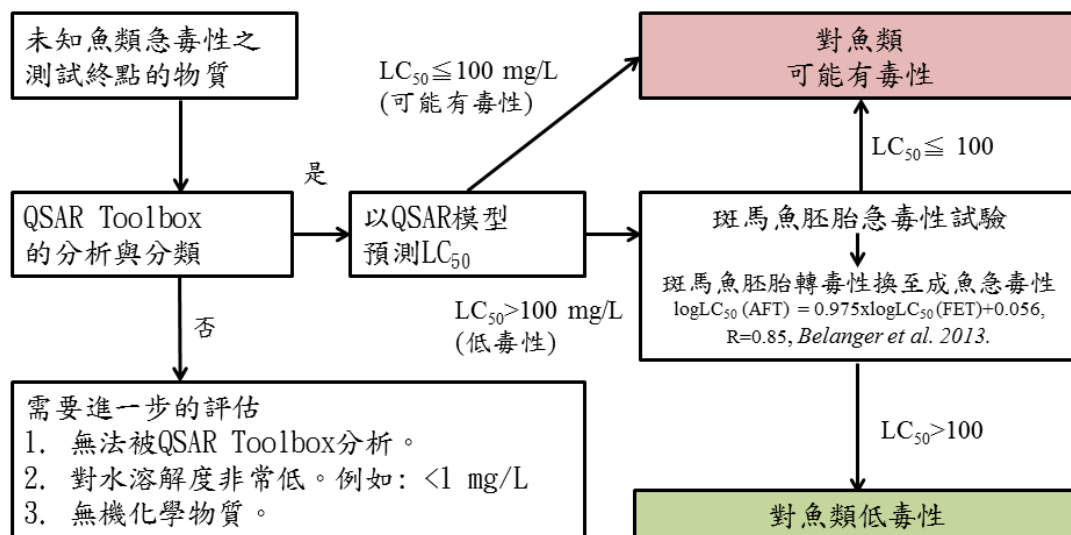 未知魚類急毒性之
測試終點的物質
LC₅₀≦100 mg/L
(可能有毒性)
對魚類
可能有毒性
LC₅₀≦ 100
是
QSAR Toolbox
的分析與分類
以QSAR模型
預測LC₅₀
斑馬魚胚胎急毒性試驗
斑馬魚胚胎轉毒性換至成魚急毒性
logLC₅₀(AFT) = 0.975xlogLC₅₀(FET)+0.056,
R=0.85, Belanger et al. 2013.
LC₅₀>100 mg/L
(低毒性)
否
需要進一步的評估
1. 無法被QSAR Toolbox分析。
2. 對水溶解度非常低。例如: <1 mg/L
3. 無機化學物質。
LC₅₀>100
對魚類低毒性